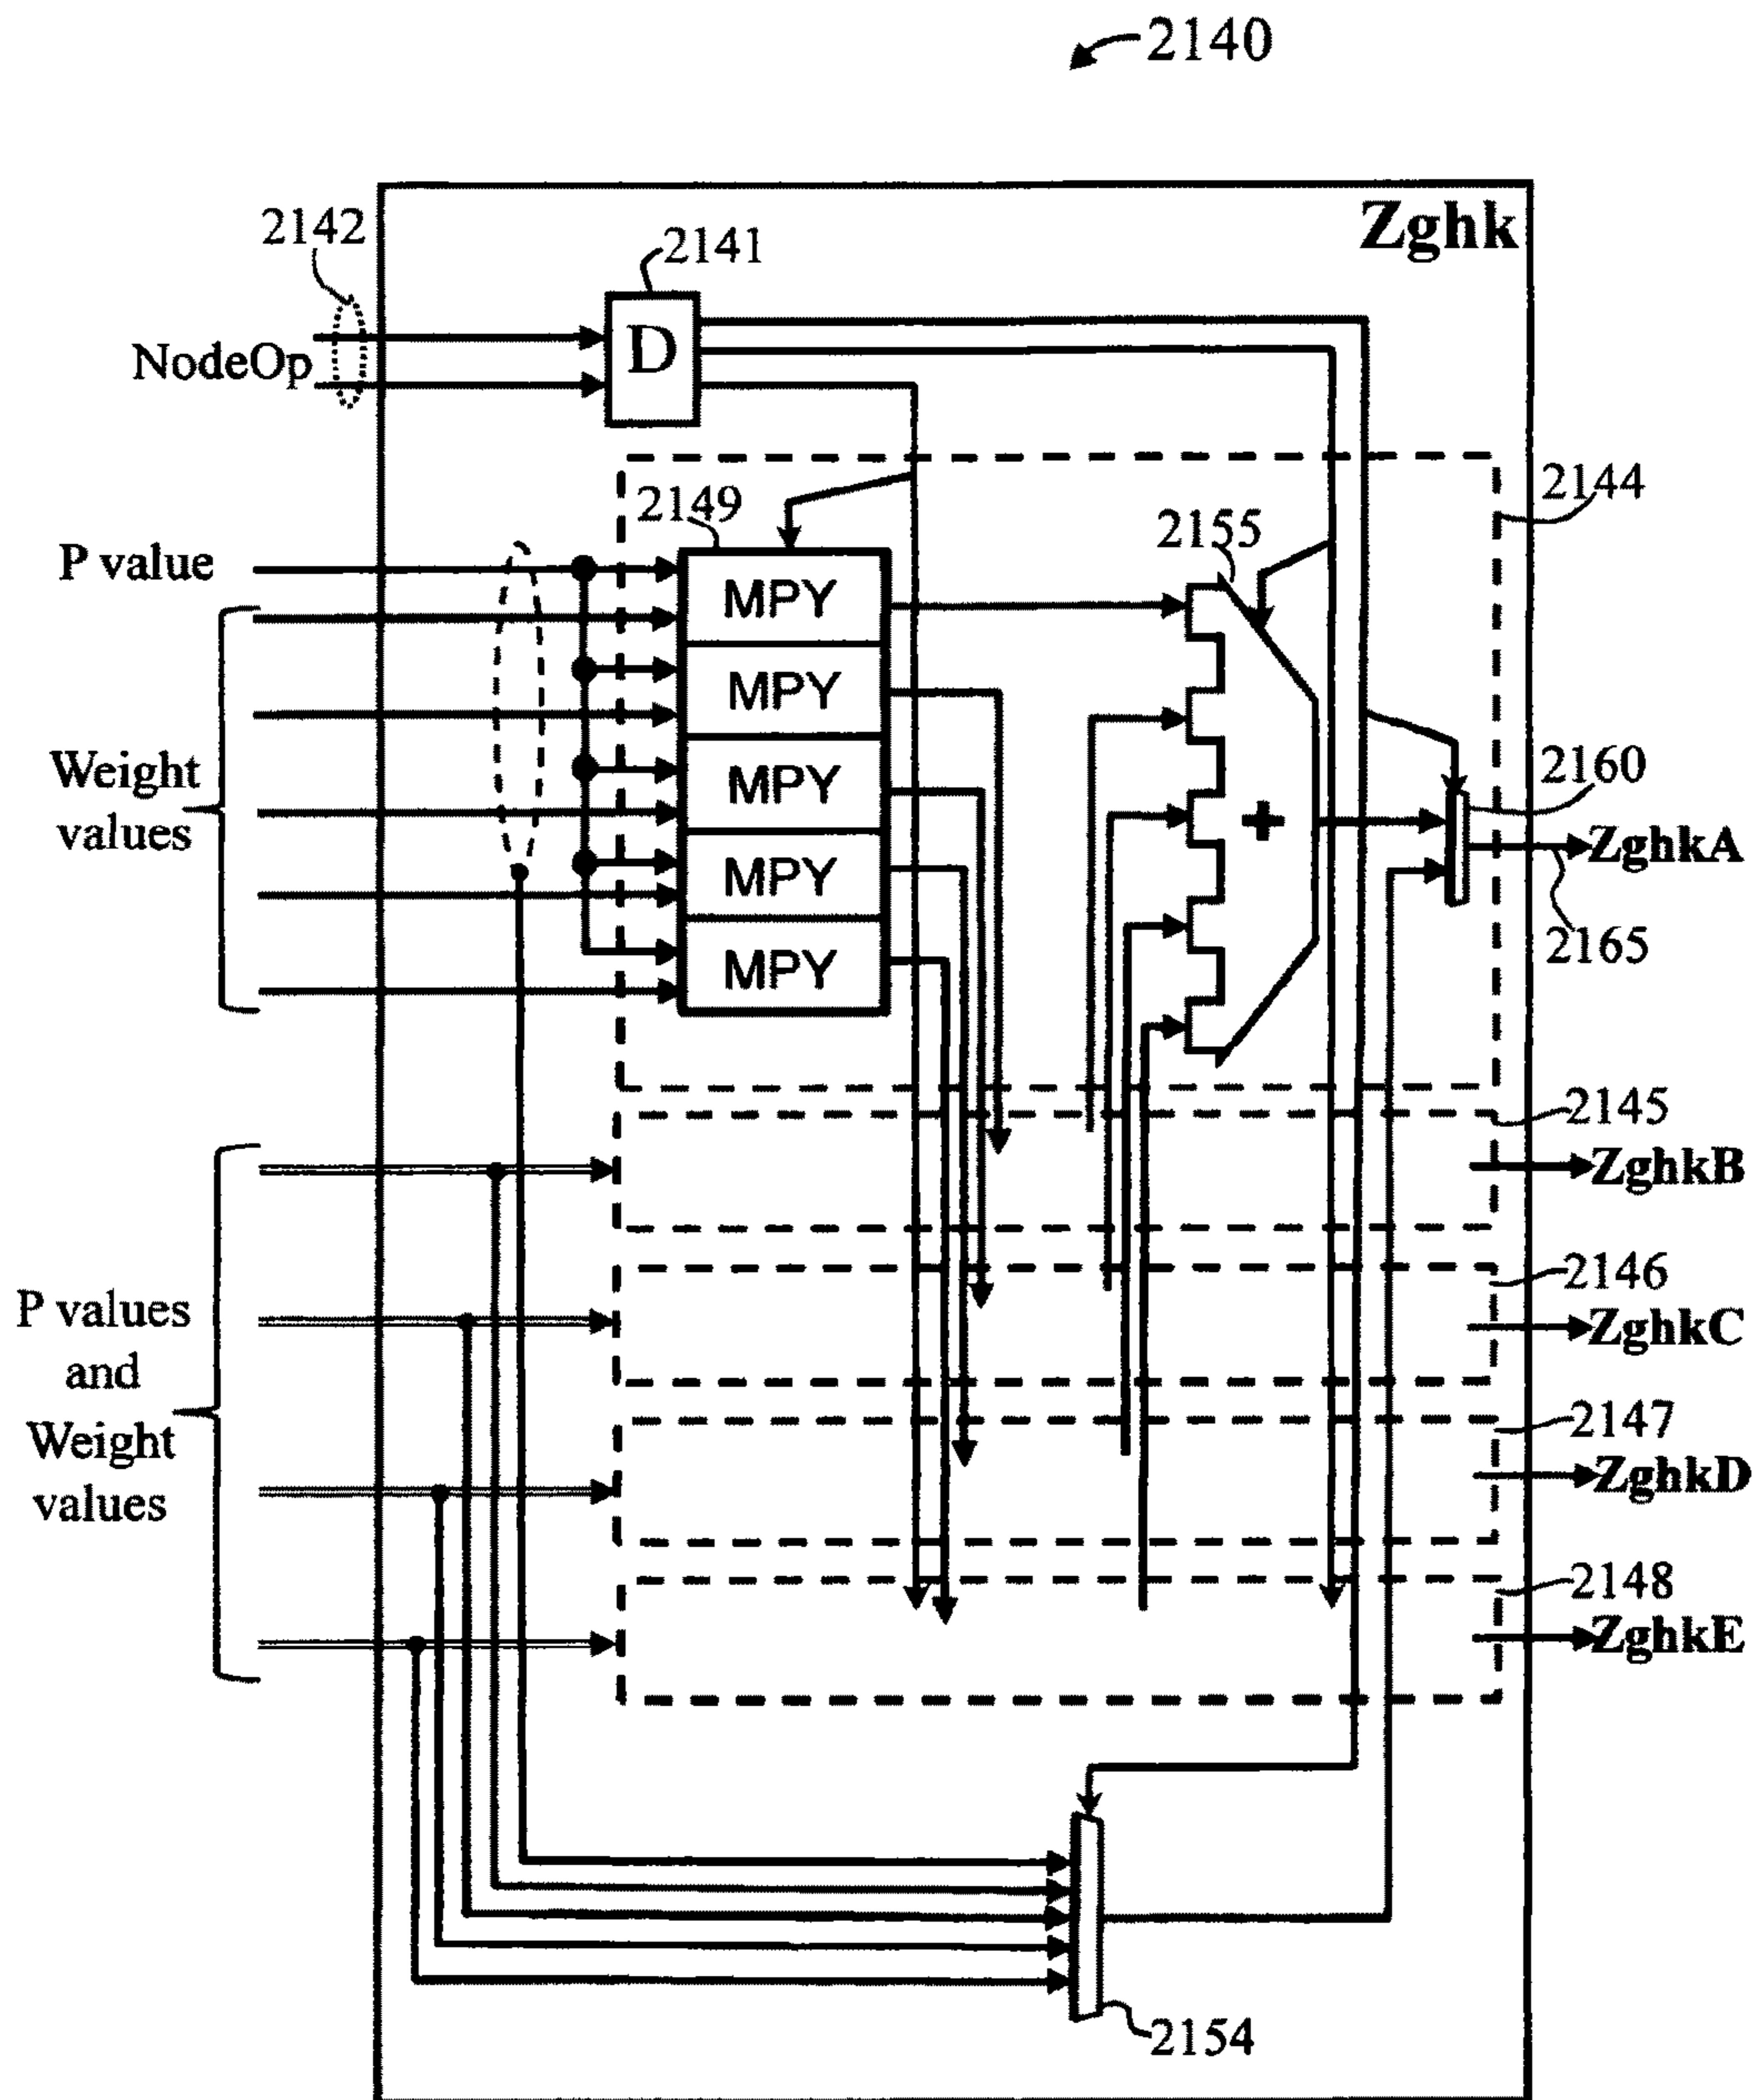 2140
Zghk
2142
2141
D
NodeOp
2144
2149
2155
P value
MPY
MPY
MPY
MPY
MPY
+
Weight
values
2160
ZghkA
2165
2145
ZghkB
2146
ZghkC
P values
and
Weight
values
2147
ZghkD
2148
ZghkE
2154